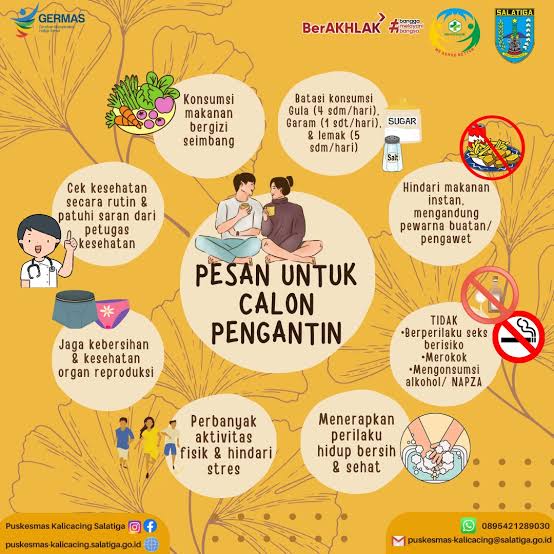 GERMAS
BerAKHLAK
#bangga
melayani
bangsa
SALATIGA
Konsumsi
makanan
bergizi
seimbang
Batasi konsumsi
Gula (4 sdm/hari),
Garam (1 sdt/hari),
& lemak (5
sdm/hari)
SUGAR
Salt
Cek kesehatan
secara rutin &
patuhi saran dari
petugas
kesehatan
Hindari makanan
instan,
mengandung
pewarna buatan/
pengawet
PESAN UNTUK
CALON
PENGANTIN
Jaga kebersihan
& kesehatan
organ reproduksi
TIDAK
•Berperilaku seks
berisiko
•Merokok
•Mengonsumsi
alkohol/ NAPZA
Perbanyak
aktivitas
fisik & hindari
stres
Menerapkan
perilaku
hidup bersih
& sehat
Puskesmas Kalicacing Salatiga
puskesmas-kalicacing.salatiga.go.id
0895421289030
puskesmas-kalicacing@salatiga.go.id